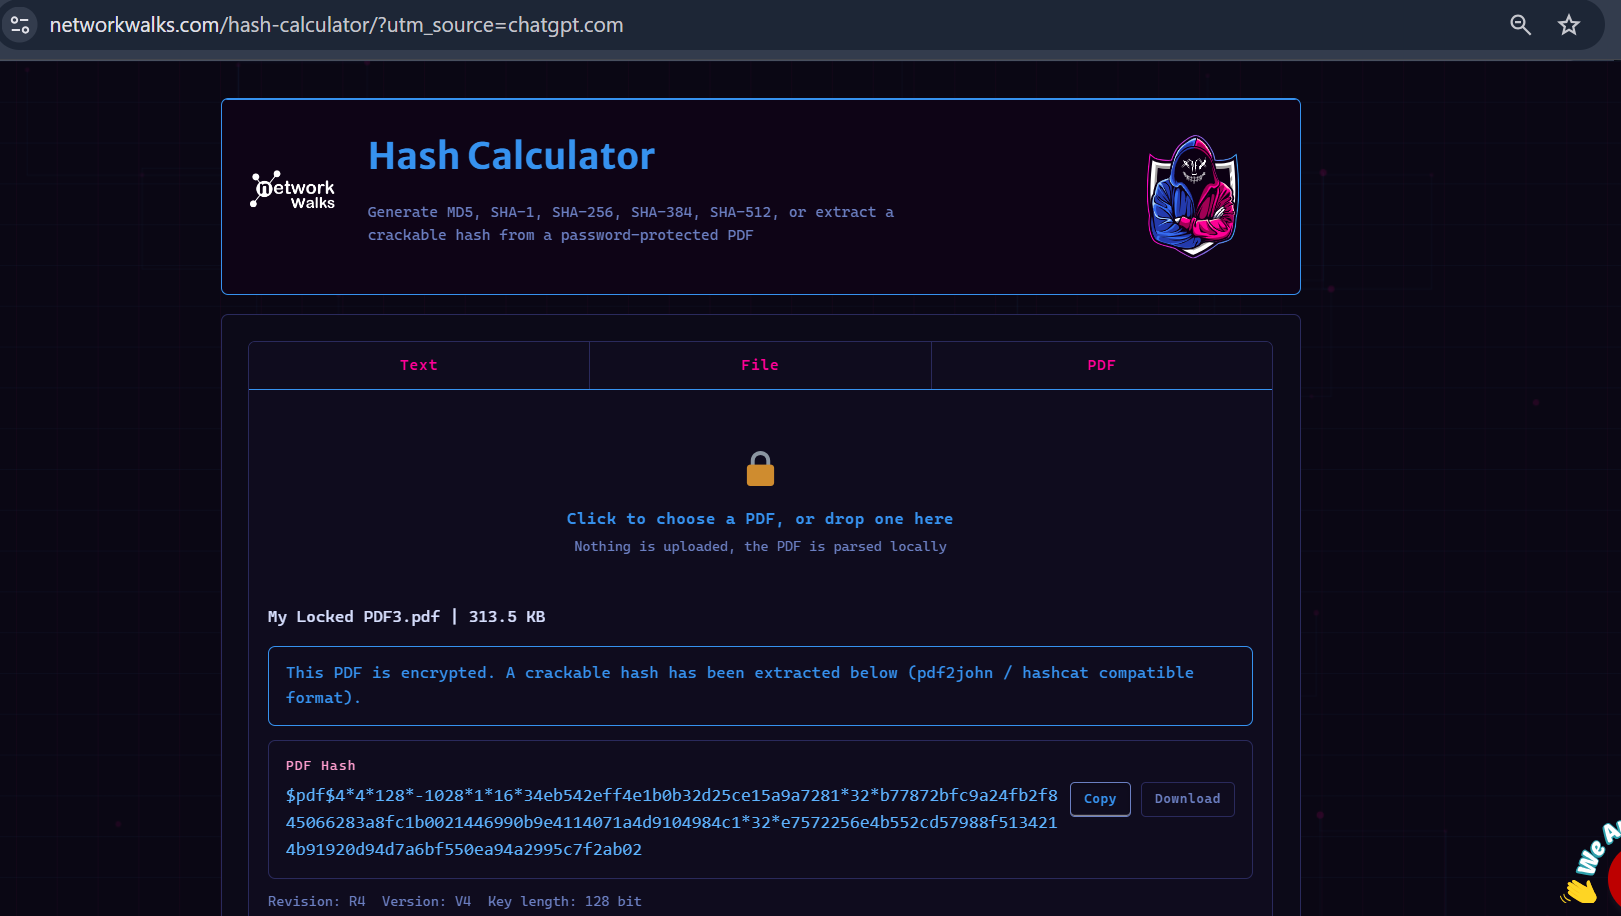 networkwalks.com/hash-calculator/?utm_source=chatgpt.com
network
Walks
Hash Calculator
Generate MD5, SHA-1, SHA-256, SHA-384, SHA-512, or extract a
crackable hash from a password-protected PDF
Text
File
PDF
Click to choose a PDF, or drop one here
Nothing is uploaded, the PDF is parsed locally
My Locked PDF3.pdf | 313.5 KB
This PDF is encrypted. A crackable hash has been extracted below (pdf2john / hashcat compatible
format).
PDF Hash
$pdf$4*4*128*-1028*1*16*34eb542eff4e1b0b32d25ce15a9a7281*32*b77872bfc9a24fb2f8
45066283a8fc1b0021446990b9e4114071a4d9104984c1*32*e7572256e4b552cd57988f513421
4b91920d94d7a6bf550ea94a2995c7f2ab02
Copy
Download
Revision: R4 Version: V4 Key length: 128 bit
We